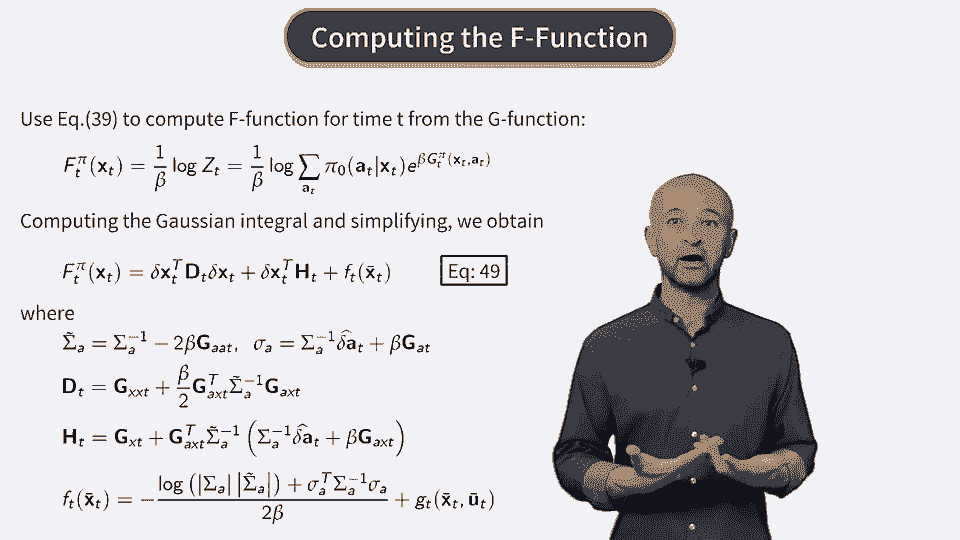 Computing the F-Function
Use Eq.(39) to compute F-function for time t from the G-function:
$F_t^\pi(\mathbf{x}_t) = \frac{1}{\beta} \log Z_t = \frac{1}{\beta} \log \sum_{\mathbf{a}_t} \pi_0(\mathbf{a}_t|\mathbf{x}_t) e^{\beta G_t^\pi(\mathbf{x}_t, \mathbf{a}_t)}$
Computing the Gaussian integral and simplifying, we obtain
$F_t^\pi(\mathbf{x}_t) = \delta\mathbf{x}_t^T \mathbf{D}_t \delta\mathbf{x}_t + \delta\mathbf{x}_t^T \mathbf{H}_t + f_t(\bar{\mathbf{x}}_t)$ Eq: 49
where
$\tilde{\Sigma}_a = \Sigma_a^{-1} - 2\beta \mathbf{G}_{aat}, \ \sigma_a = \Sigma_a^{-1} \widehat{\delta\mathbf{a}}_t + \beta \mathbf{G}_{at}$
$\mathbf{D}_t = \mathbf{G}_{xxt} + \frac{\beta}{2} \mathbf{G}_{axt}^T \tilde{\Sigma}_a^{-1} \mathbf{G}_{axt}$
$\mathbf{H}_t = \mathbf{G}_{xt} + \mathbf{G}_{axt}^T \tilde{\Sigma}_a^{-1} \left( \Sigma_a^{-1} \widehat{\delta\mathbf{a}}_t + \beta \mathbf{G}_{axt} \right)$
$f_t(\bar{\mathbf{x}}_t) = -\frac{\log\left(|\Sigma_a| |\tilde{\Sigma}_a|\right) + \sigma_a^T \Sigma_a^{-1} \sigma_a}{2\beta} + g_t(\bar{\mathbf{x}}_t, \bar{\mathbf{u}}_t)$